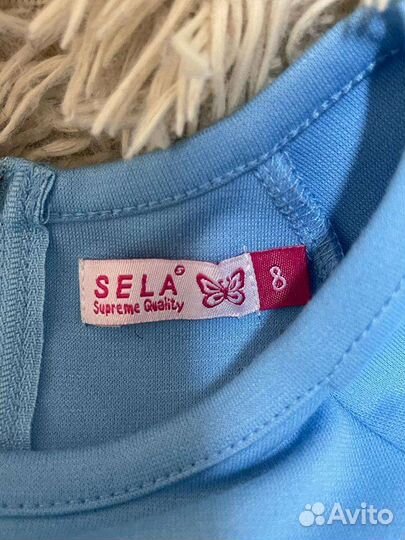 SELA S 8
Supreme Quality
Avito